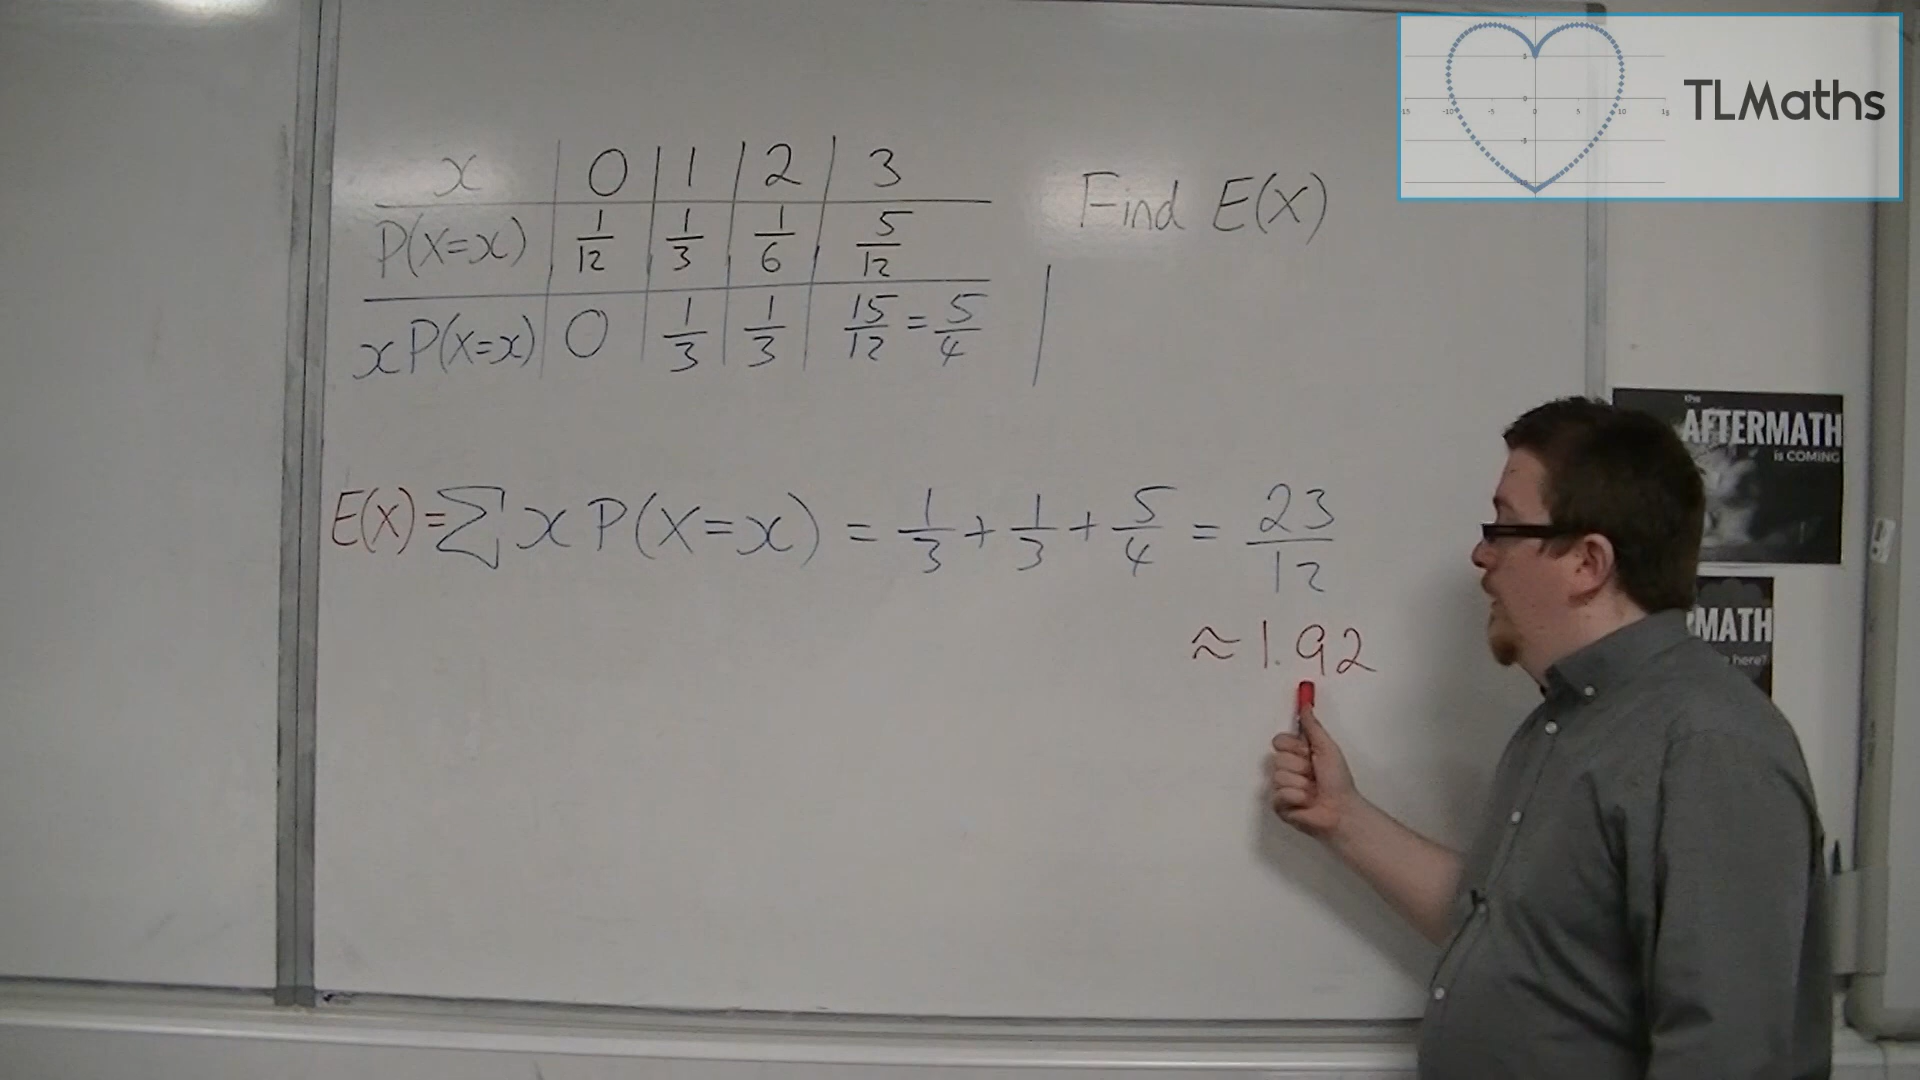 TLMaths
x 0 1 2 3
Find E(X)
P(X=x) 1/12 1/3 1/6 5/12
xP(X=x) 0 1/3 1/3 15/12 = 5/4
the
AFTERMATH
is COMING
E(X) = ∑ x P(X=x) = 1/3 + 1/3 + 5/4 = 23/12
≈ 1.92
MATH
here?